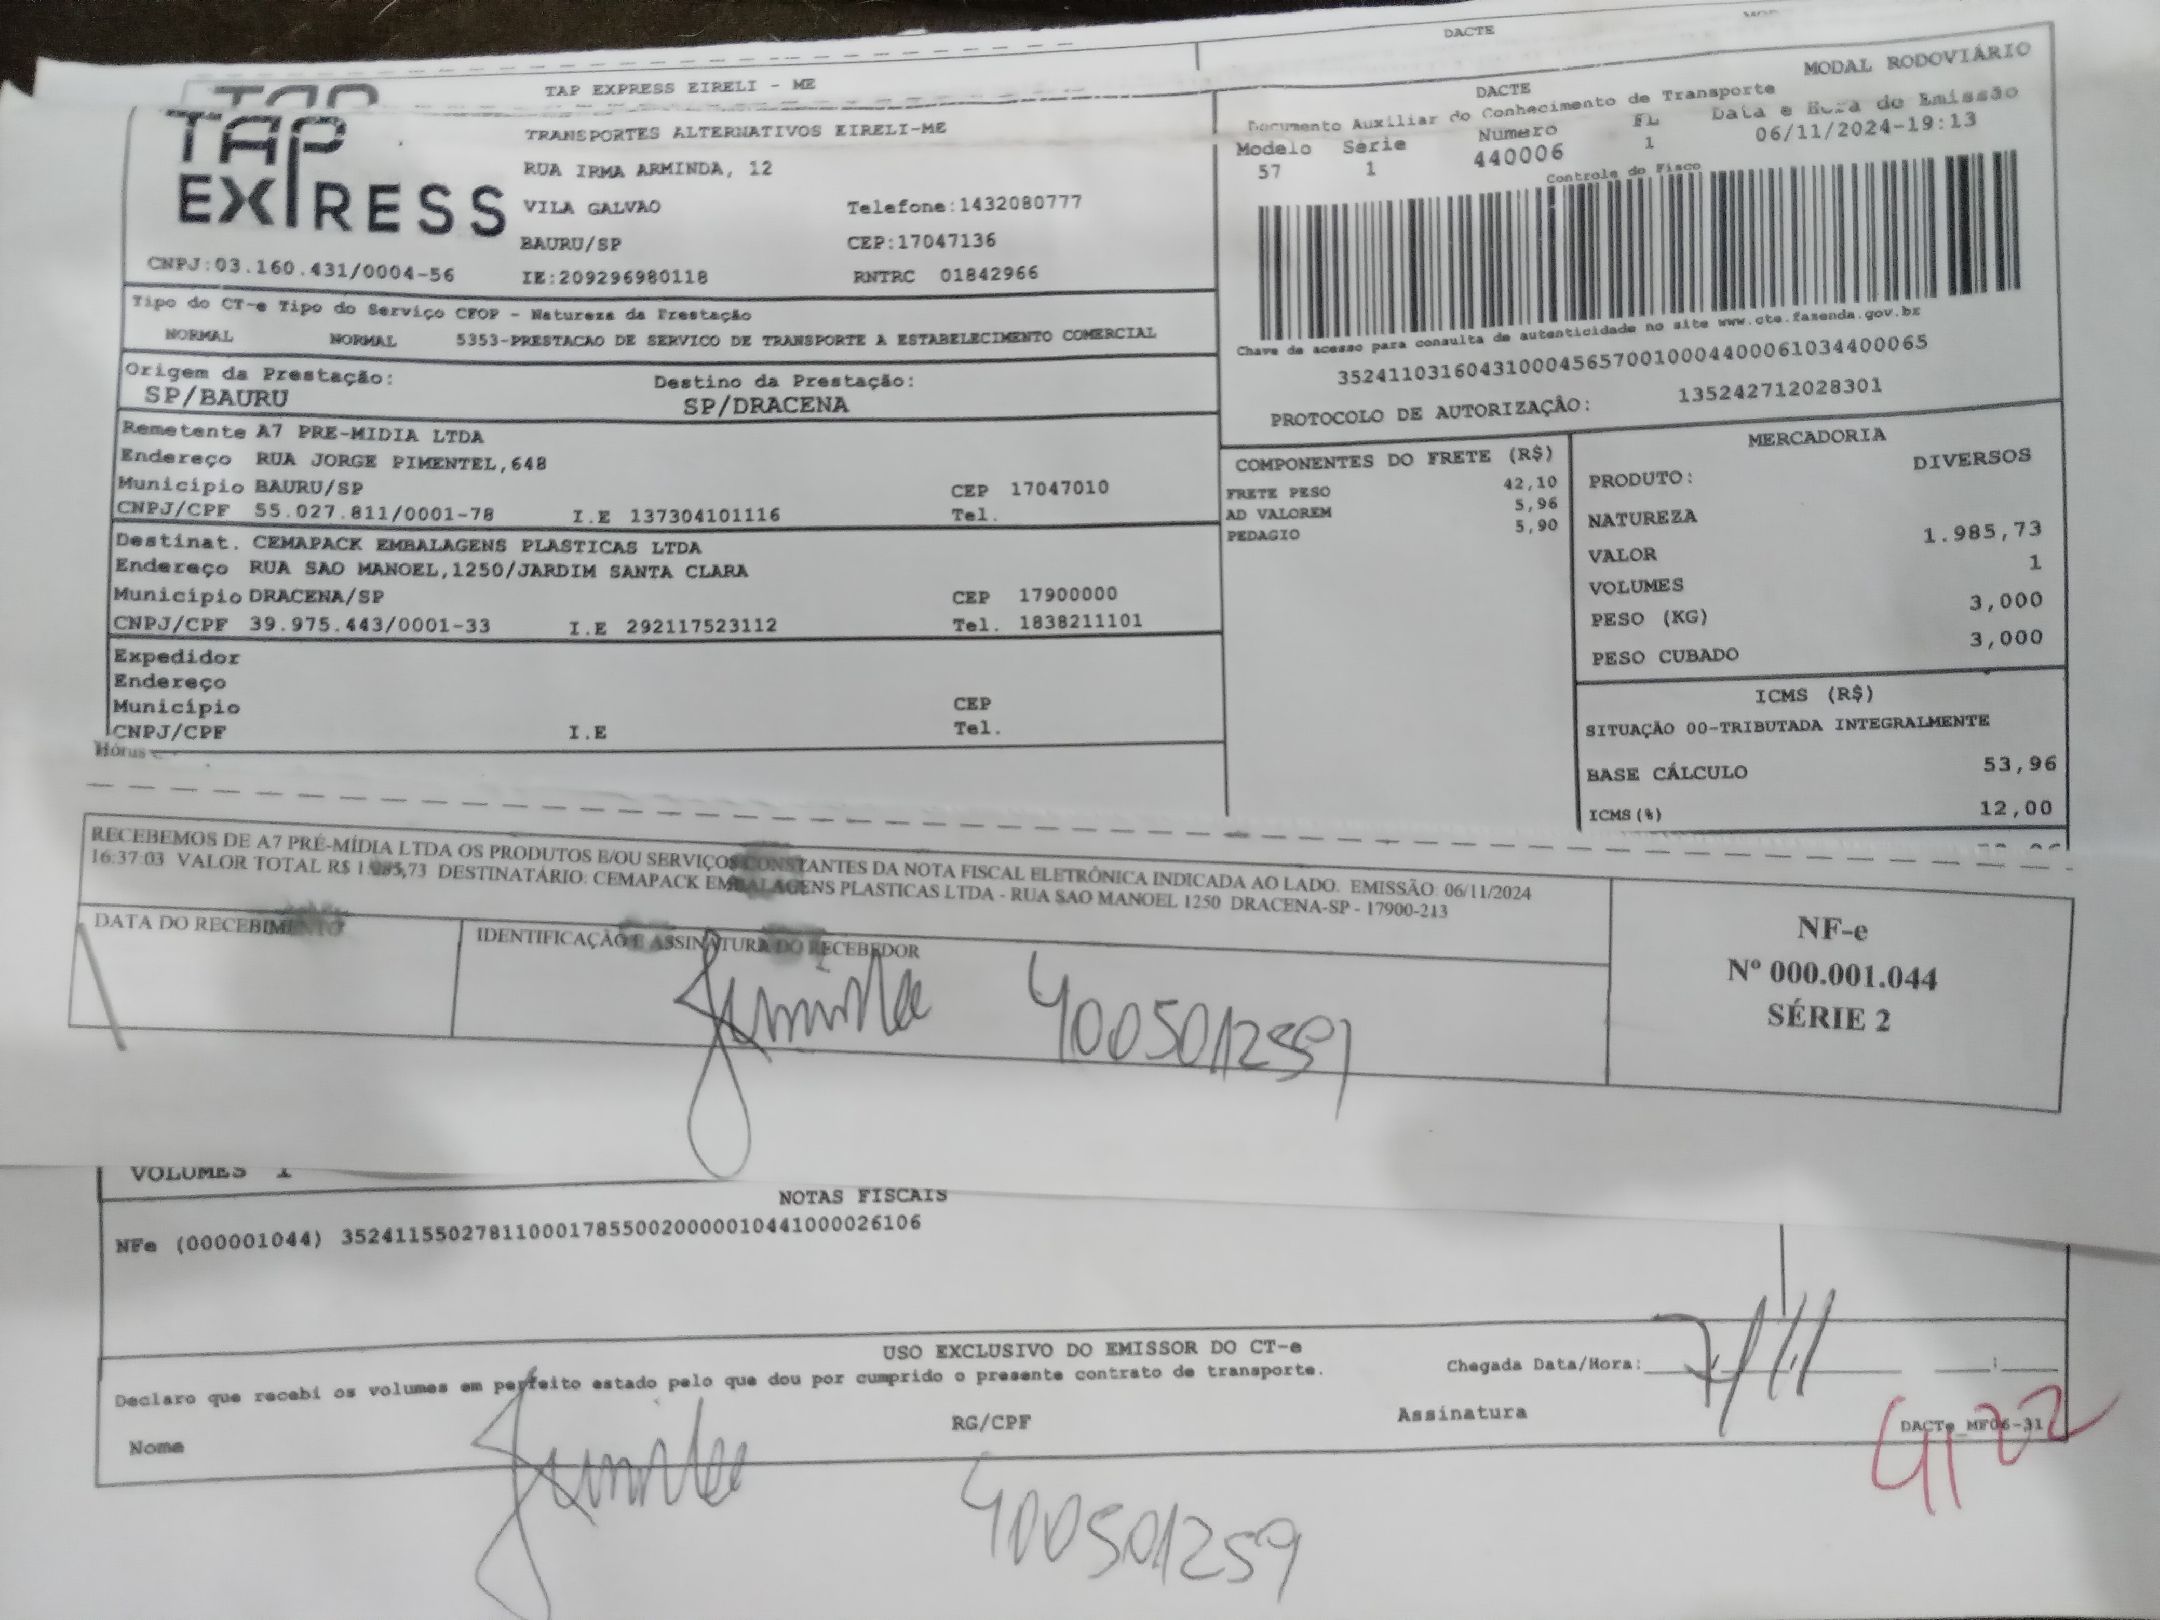 DACTE
TAP EXPRESS EIRELI - ME
TAP
EXPRESS
TRANSPORTES ALTERNATIVOS EIRELI-ME
RUA IRMA ARMINDA, 12
VILA GALVAO Telefone:1432080777
BAURU/SP CEP:17047136
CNPJ:03.160.431/0004-56 IE:209296980118 RNTRC 01842966
MODAL RODOVIÁRIO
DACTE
Documento Auxiliar do Conhecimento de Transporte
Modelo Série Número FL Data e Hora de Emissão
57 1 440006 1 06/11/2024-19:13
Controle do Fisco
Chave de acesso para consulta de autenticidade no site www.cte.fazenda.gov.br
35241103160431000456570010004400061034400065
PROTOCOLO DE AUTORIZAÇÃO: 135242712028301
Tipo do CT-e Tipo do Serviço CFOP - Natureza da Prestação
NORMAL NORMAL 5353-PRESTACAO DE SERVICO DE TRANSPORTE A ESTABELECIMENTO COMERCIAL
Origem da Prestação: Destino da Prestação:
SP/BAURU SP/DRACENA
Remetente A7 PRE-MIDIA LTDA
Endereço RUA JORGE PIMENTEL,648
Município BAURU/SP CEP 17047010
CNPJ/CPF 55.027.811/0001-78 I.E 137304101116 Tel.
Destinat. CEMAPACK EMBALAGENS PLASTICAS LTDA
Endereço RUA SAO MANOEL,1250/JARDIM SANTA CLARA
Município DRACENA/SP CEP 17900000
CNPJ/CPF 39.975.443/0001-33 I.E 292117523112 Tel. 1838211101
Expedidor
Endereço
Município CEP
CNPJ/CPF I.E Tel.
Hórus
COMPONENTES DO FRETE (R$)
FRETE PESO 42,10
AD VALOREM 5,96
PEDAGIO 5,90
MERCADORIA
PRODUTO: DIVERSOS
NATUREZA
VALOR 1.985,73
VOLUMES 1
PESO (KG) 3,000
PESO CUBADO 3,000
ICMS (R$)
SITUAÇÃO 00-TRIBUTADA INTEGRALMENTE
BASE CÁLCULO 53,96
ICMS(%) 12,00
RECEBEMOS DE A7 PRÉ-MÍDIA LTDA OS PRODUTOS E/OU SERVIÇOS CONSTANTES DA NOTA FISCAL ELETRÔNICA INDICADA AO LADO. EMISSÃO: 06/11/2024
16:37:03 VALOR TOTAL R$ 1.985,73 DESTINATÁRIO: CEMAPACK EMBALAGENS PLASTICAS LTDA - RUA SAO MANOEL 1250 DRACENA-SP - 17900-213
DATA DO RECEBIMENTO IDENTIFICAÇÃO E ASSINATURA DO RECEBEDOR
NF-e
Nº 000.001.044
SÉRIE 2
VOLUMES 1
NOTAS FISCAIS
NFe (000001044) 35241155027811000178550020000010441000026106
USO EXCLUSIVO DO EMISSOR DO CT-e
Declaro que recebi os volumes em perfeito estado pelo que dou por cumprido o presente contrato de transporte. Chegada Data/Hora: 7/11 :
Nome RG/CPF Assinatura DACTe_MF06-31
400501259